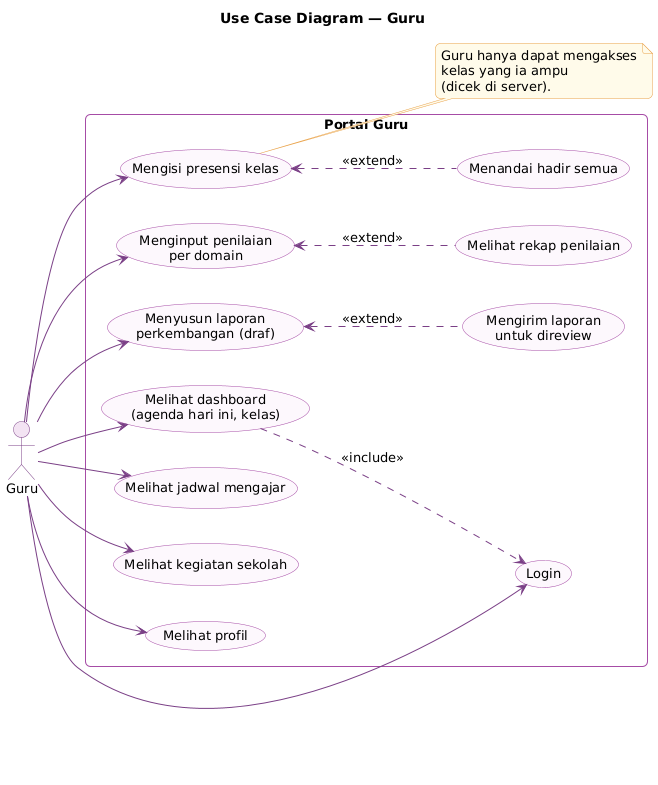 Use Case Diagram — Guru
Guru hanya dapat mengakses
kelas yang ia ampu
(dicek di server).
Portal Guru
Mengisi presensi kelas
«extend»
Menandai hadir semua
Menginput penilaian
per domain
«extend»
Melihat rekap penilaian
Menyusun laporan
perkembangan (draf)
«extend»
Mengirim laporan
untuk direview
Melihat dashboard
(agenda hari ini, kelas)
«include»
Guru
Melihat jadwal mengajar
Melihat kegiatan sekolah
Login
Melihat profil